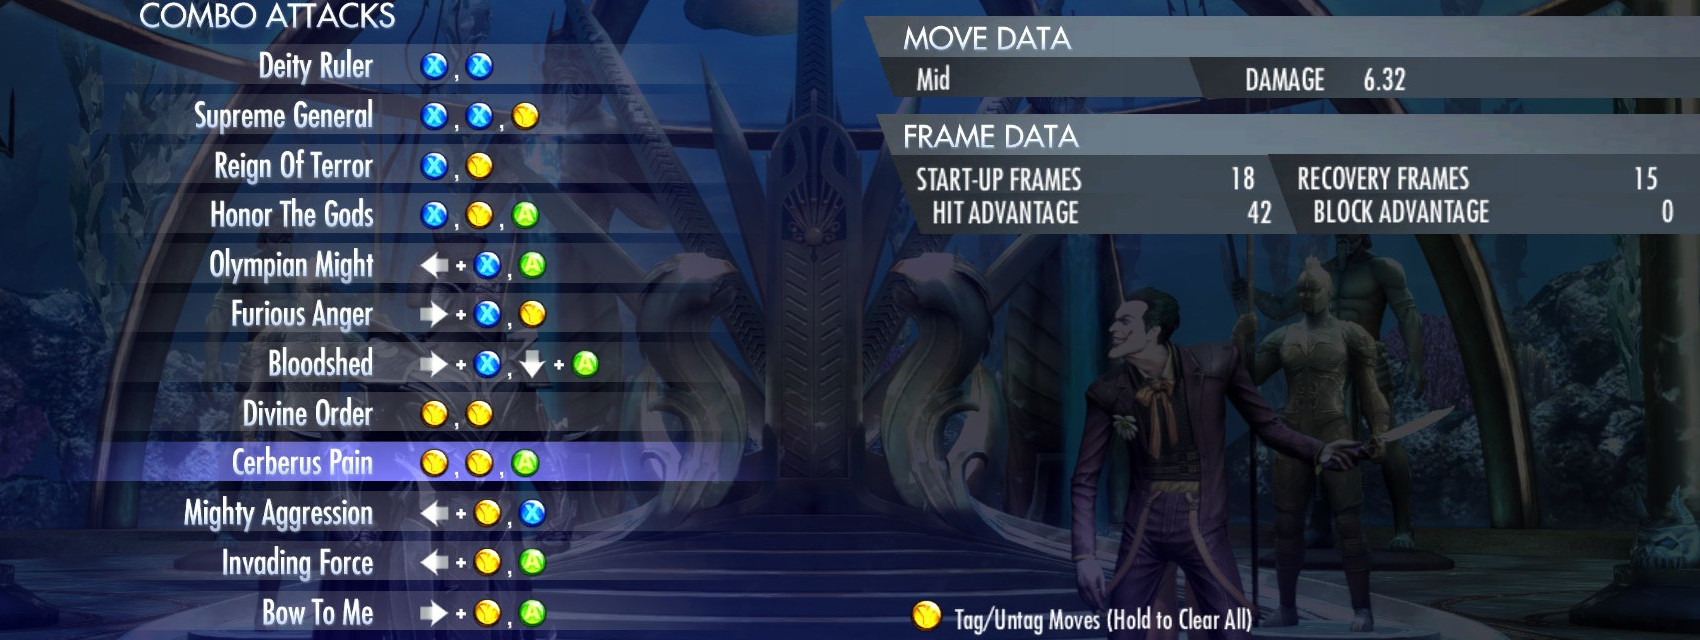 COMBO ATTACKS
Deity Ruler X , X
Supreme General X , X , Y
Reign Of Terror X , Y
Honor The Gods X , Y , A
Olympian Might ← + X , A
Furious Anger → + X , Y
Bloodshed → + X , ↓ + A
Divine Order Y , Y
Cerberus Pain Y , Y , A
Mighty Aggression ← + Y , X
Invading Force ← + Y , A
Bow To Me → + Y , A
MOVE DATA
Mid DAMAGE 6.32
FRAME DATA
START-UP FRAMES 18 RECOVERY FRAMES 15
HIT ADVANTAGE 42 BLOCK ADVANTAGE 0
Y Tag/Untag Moves (Hold to Clear All)